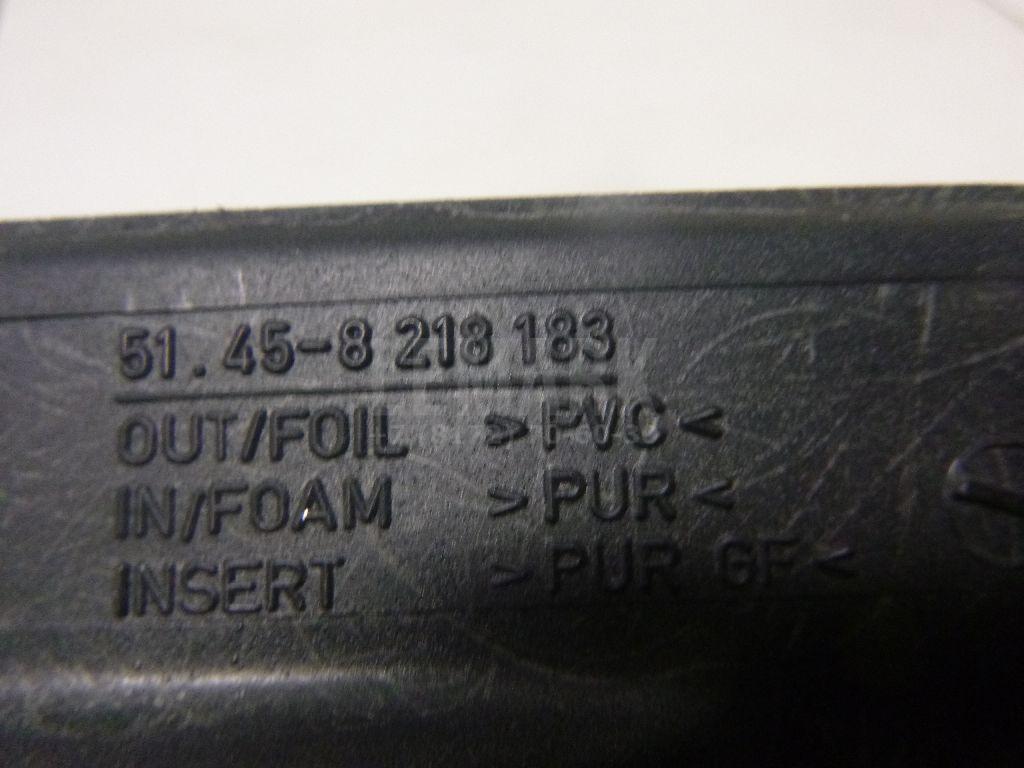 51.45-8 218 183
OUT/FOIL >PVC<
IN/FOAM >PUR<
INSERT >PUR GF<